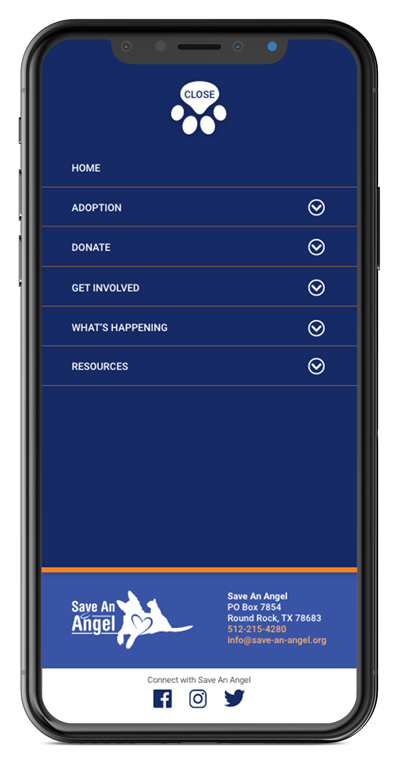 CLOSE
HOME
ADOPTION
DONATE
GET INVOLVED
WHAT'S HAPPENING
RESOURCES
Save An
Angel
Save An Angel
PO Box 7854
Round Rock, TX 78683
512-215-4280
info@save-an-angel.org
Connect with Save An Angel